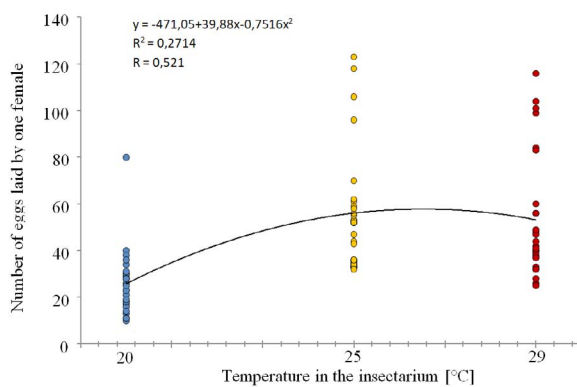 y = -471,05+39,88x-0,7516x²
R² = 0,2714
R = 0,521
Number of eggs laid by one female
140
120
100
80
60
40
20
0
20 25 29
Temperature in the insectarium [°C]